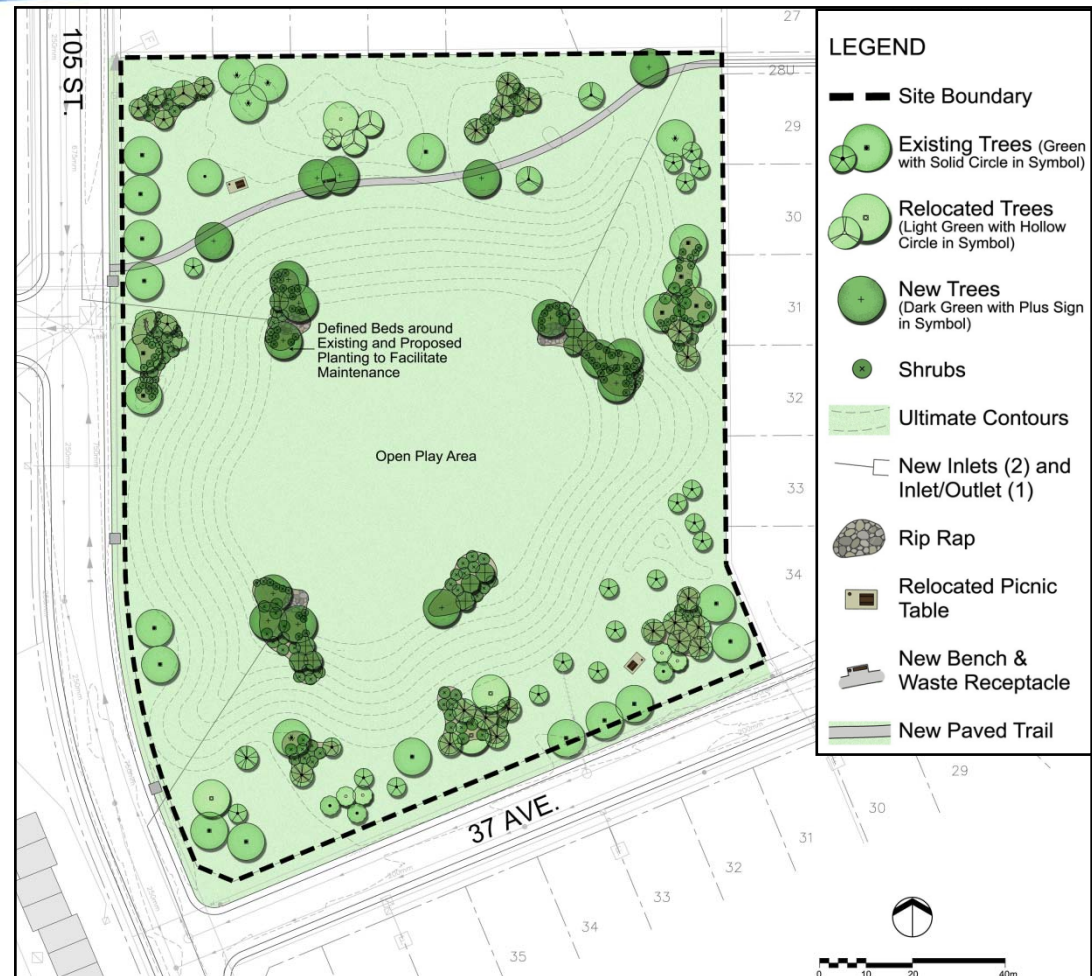 105 ST.
27
28U
29
30
31
32
33
34
Defined Beds around
Existing and Proposed
Planting to Facilitate
Maintenance
Open Play Area
37 AVE.
29
30
31
32
33
34
35
LEGEND
Site Boundary
Existing Trees (Green
with Solid Circle in Symbol)
Relocated Trees
(Light Green with Hollow
Circle in Symbol)
New Trees
(Dark Green with Plus Sign
in Symbol)
Shrubs
Ultimate Contours
New Inlets (2) and
Inlet/Outlet (1)
Rip Rap
Relocated Picnic
Table
New Bench &
Waste Receptacle
New Paved Trail
0 10 20 40m